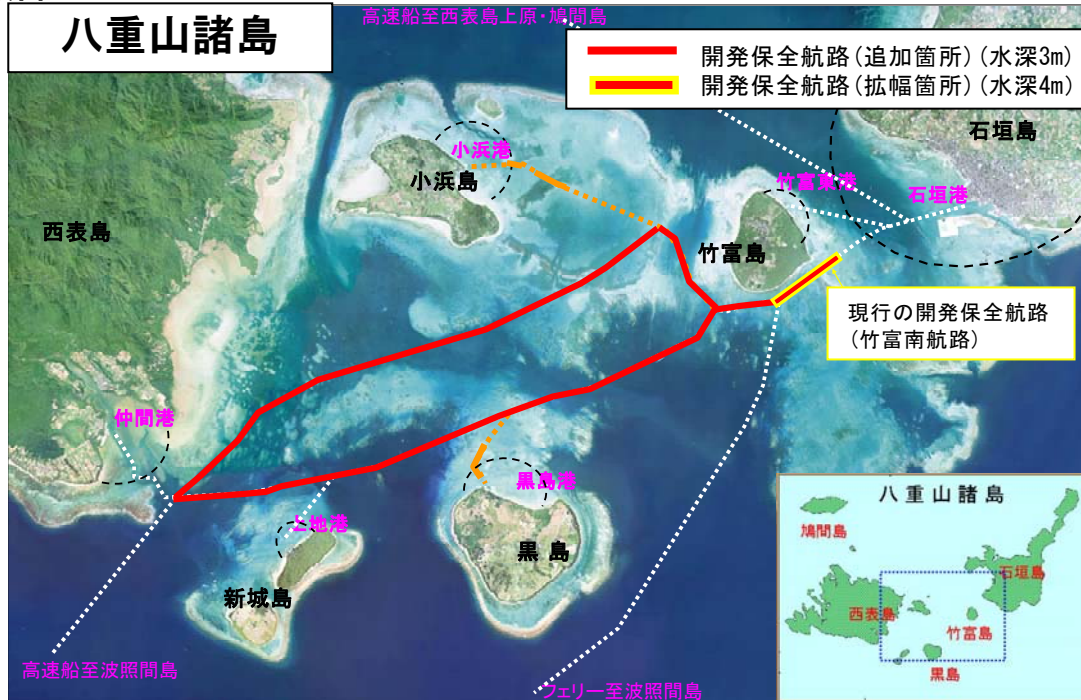 八重山諸島
高速船至西表島上原・鳩間島
開発保全航路(追加箇所)(水深3m)
開発保全航路(拡幅箇所)(水深4m)
石垣島
小浜港
小浜島
竹富東港
石垣港
西表島
竹富島
現行の開発保全航路
(竹富南航路)
仲間港
黒島港
上地港
黒 島
新城島
高速船至波照間島
フェリー至波照間島
八重山諸島
鳩間島
石垣島
西表島
竹富島
黒島